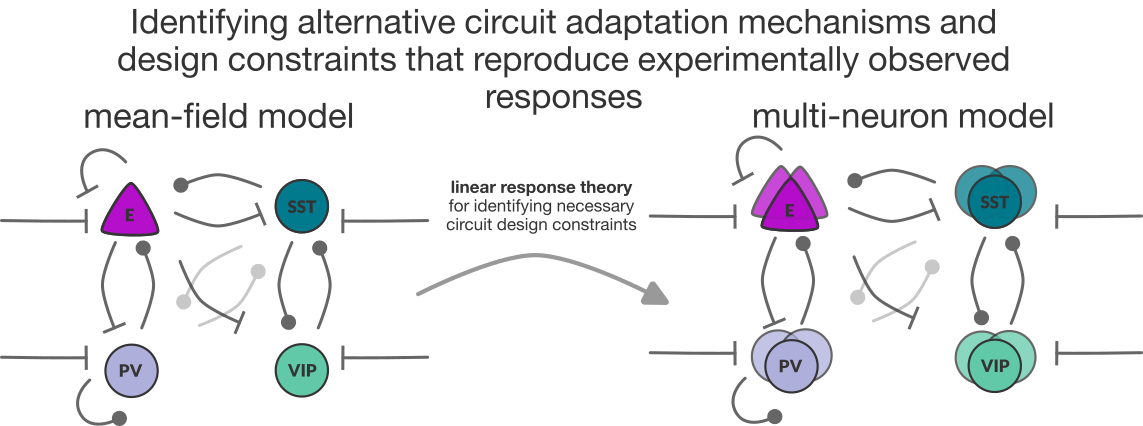 Identifying alternative circuit adaptation mechanisms and
design constraints that reproduce experimentally observed
responses
mean-field model
multi-neuron model
linear response theory
for identifying necessary
circuit design constraints
E
SST
E
SST
PV
VIP
PV
VIP